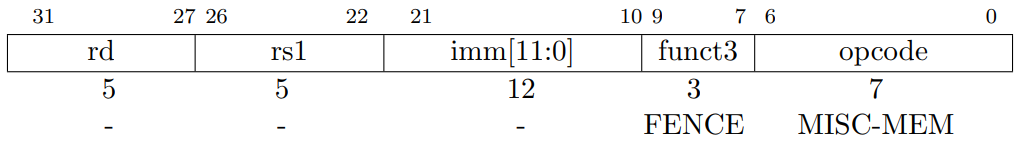 31 27 26 22 21 10 9 7 6 0
rd rs1 imm[11:0] funct3 opcode
5 5 12 3 7
- - - FENCE MISC-MEM